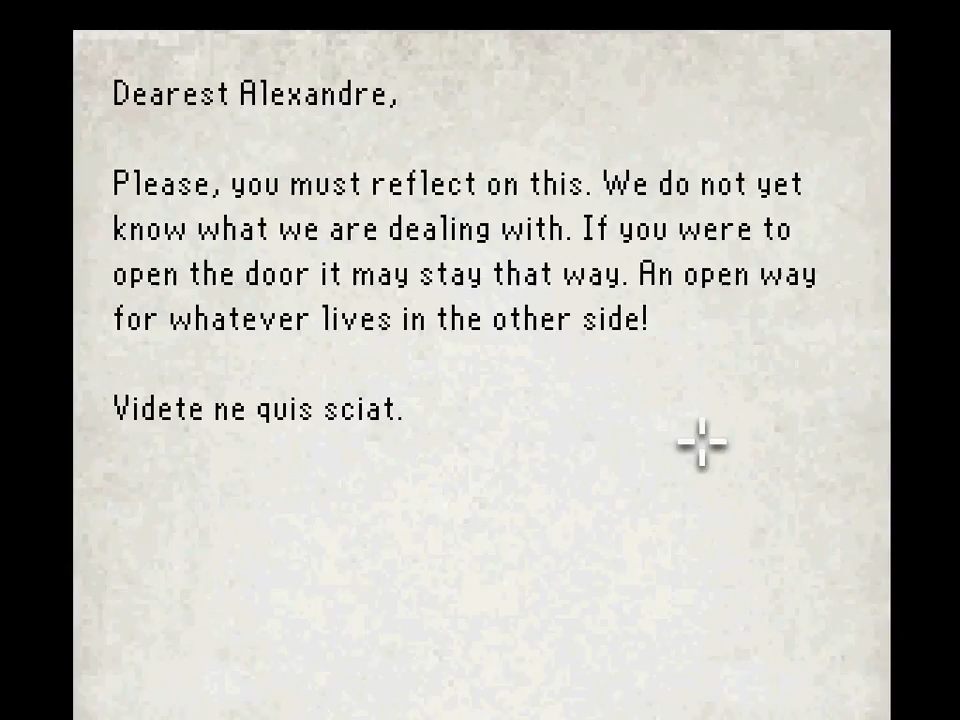 Dearest Alexandre,
Please, you must reflect on this. We do not yet
know what we are dealing with. If you were to
open the door it may stay that way. An open way
for whatever lives in the other side!
Videte ne quis sciat.